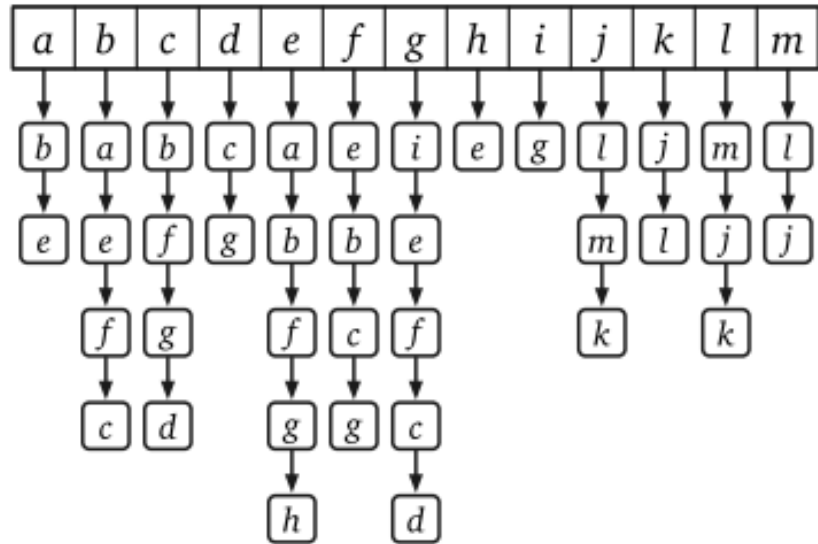 a b c d e f g h i j k l m
b a b c a e i e g l j m l
e e f g b b e m l j j
f g f c f k k
c d g g c
h d